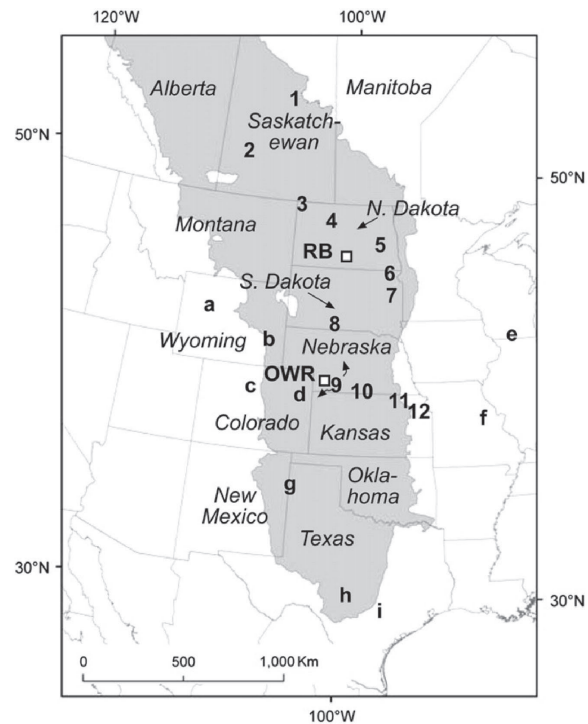 120°W
100°W
Alberta
Manitoba
1
Saskatch-
ewan
50°N
2
50°N
3
4
N. Dakota
Montana
5
RB
6
S. Dakota
7
a
8
e
b
Wyoming
Nebraska
OWR
9
c
d
10
11
12
f
Colorado
Kansas
g
Okla-
homa
New
Mexico
Texas
30°N
h
i
30°N
0
500
1,000 Km
100°W